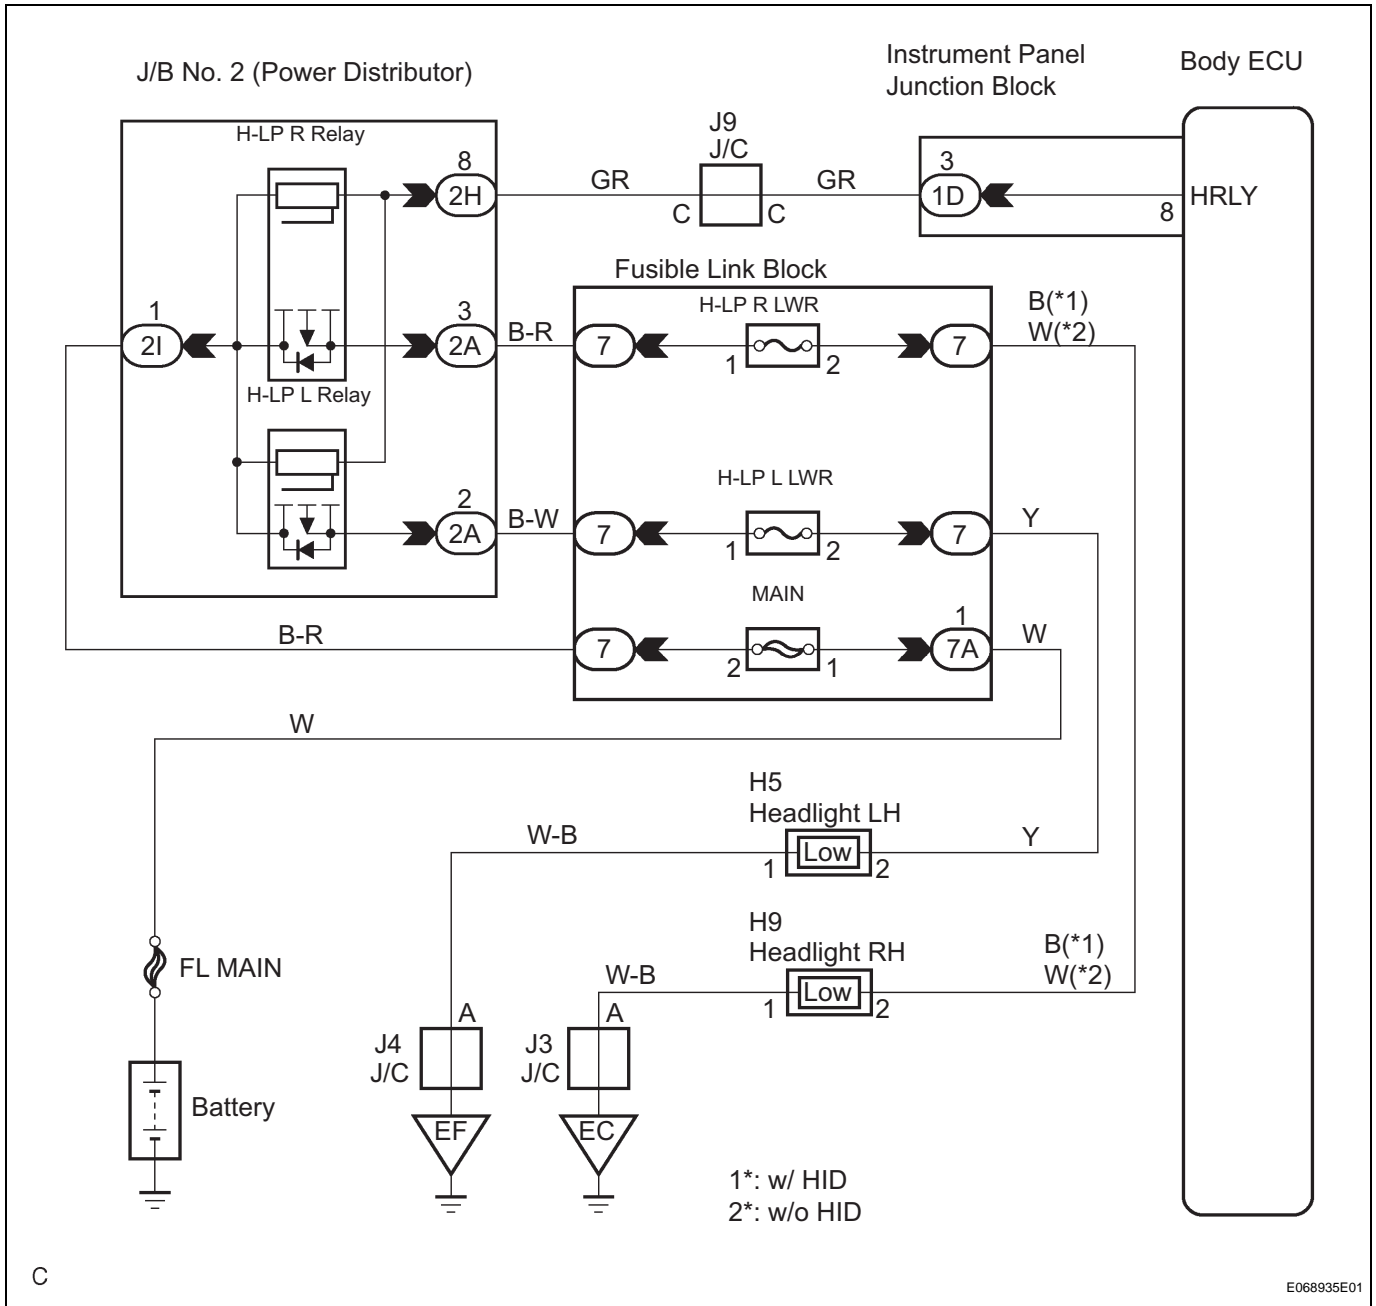 J/B No. 2 (Power Distributor)
Instrument Panel
Junction Block
Body ECU
H-LP R Relay
J9
J/C
8
2H
GR
C
C
GR
3
1D
8
HRLY
Fusible Link Block
1
2I
3
2A
B-R
7
H-LP R LWR
1
2
7
B(*1)
W(*2)
H-LP L Relay
2
2A
B-W
7
H-LP L LWR
1
2
7
Y
MAIN
B-R
7
2
1
1
7A
W
W
H5
Headlight LH
W-B
1
Low
2
Y
H9
Headlight RH
W-B
1
Low
2
B(*1)
W(*2)
FL MAIN
A
J4
J/C
A
J3
J/C
Battery
EF
EC
1*: w/ HID
2*: w/o HID
C
E068935E01